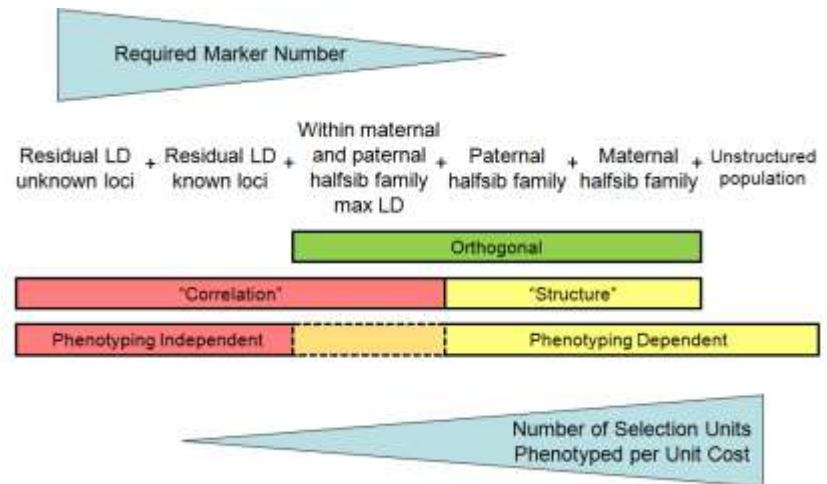 Required Marker Number
Residual LD
unknown loci
+
Residual LD
known loci
+
Within maternal
and paternal
halfsib family
max LD
+
Paternal
halfsib family
+
Maternal
halfsib family
+
Unstructured
population
Orthogonal
"Correlation"
"Structure"
Phenotyping Independent
Phenotyping Dependent
Number of Selection Units
Phenotyped per Unit Cost